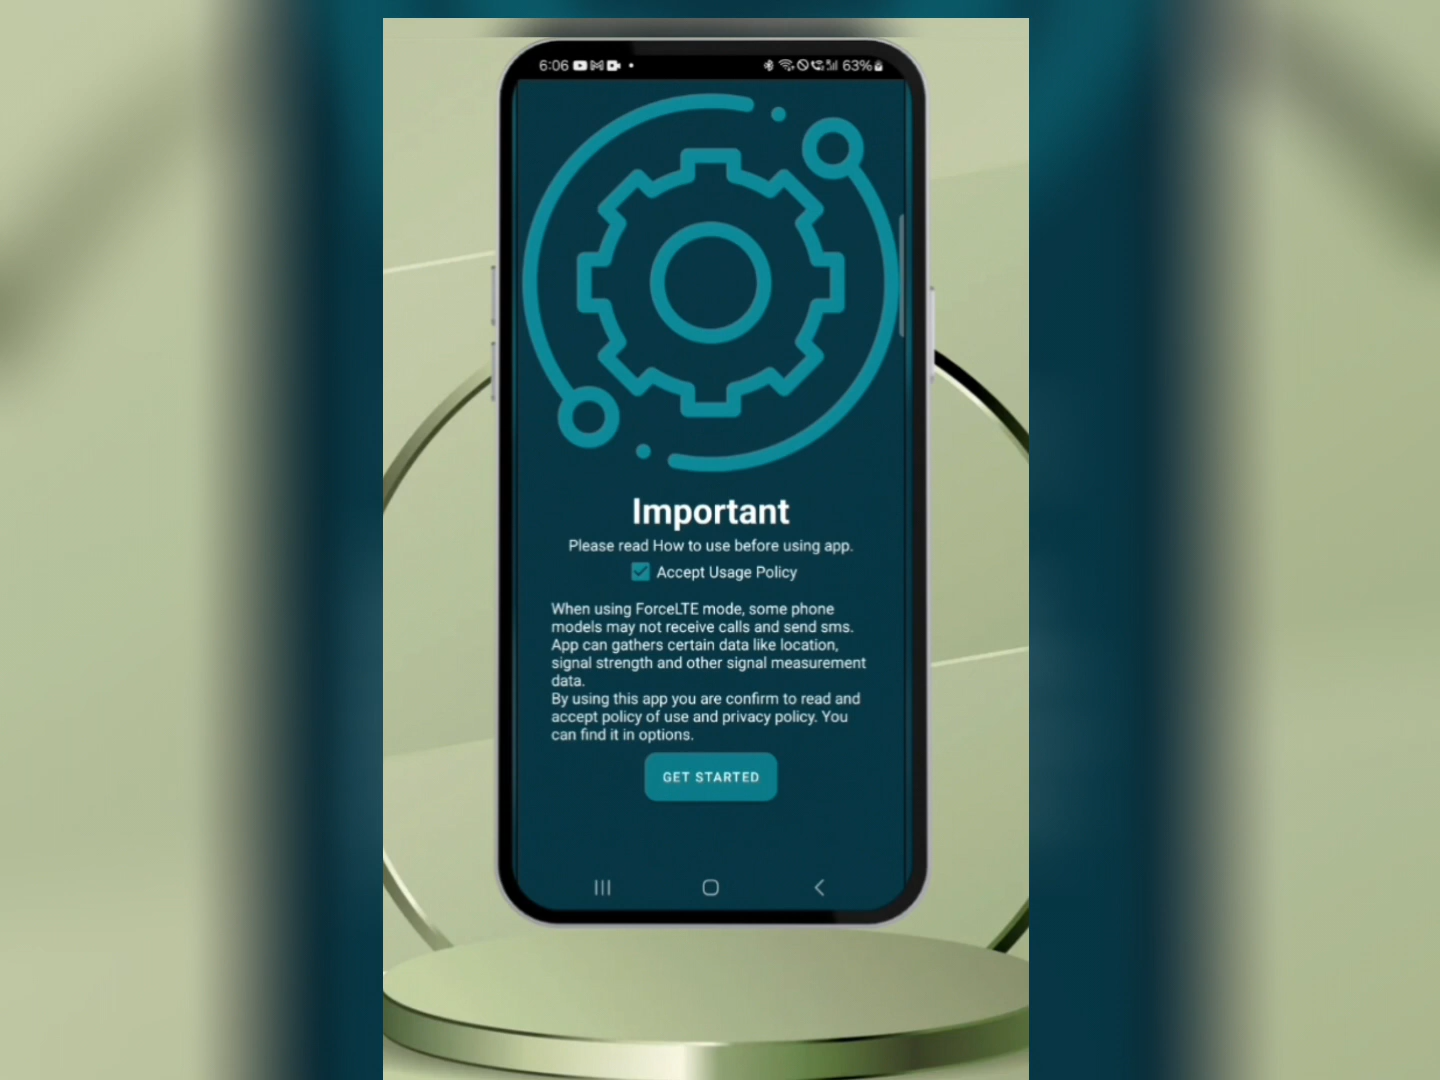 6:06
63%
Important
Please read How to use before using app.
Accept Usage Policy
When using ForceLTE mode, some phone
models may not receive calls and send sms.
App can gathers certain data like location,
signal strength and other signal measurement
data.
By using this app you are confirm to read and
accept policy of use and privacy policy. You
can find it in options.
GET STARTED